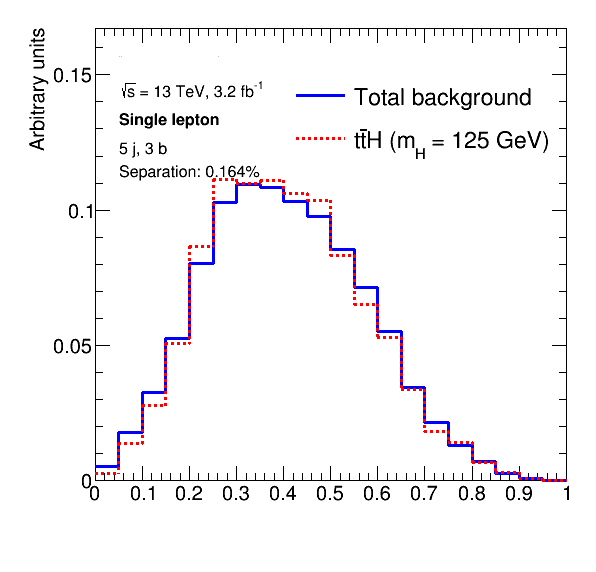 Arbitrary units
√s = 13 TeV, 3.2 fb⁻¹
Single lepton
5 j, 3 b
Separation: 0.164%
Total background
tt̄H (m_H = 125 GeV)
0.15
0.1
0.05
0
0 0.1 0.2 0.3 0.4 0.5 0.6 0.7 0.8 0.9 1